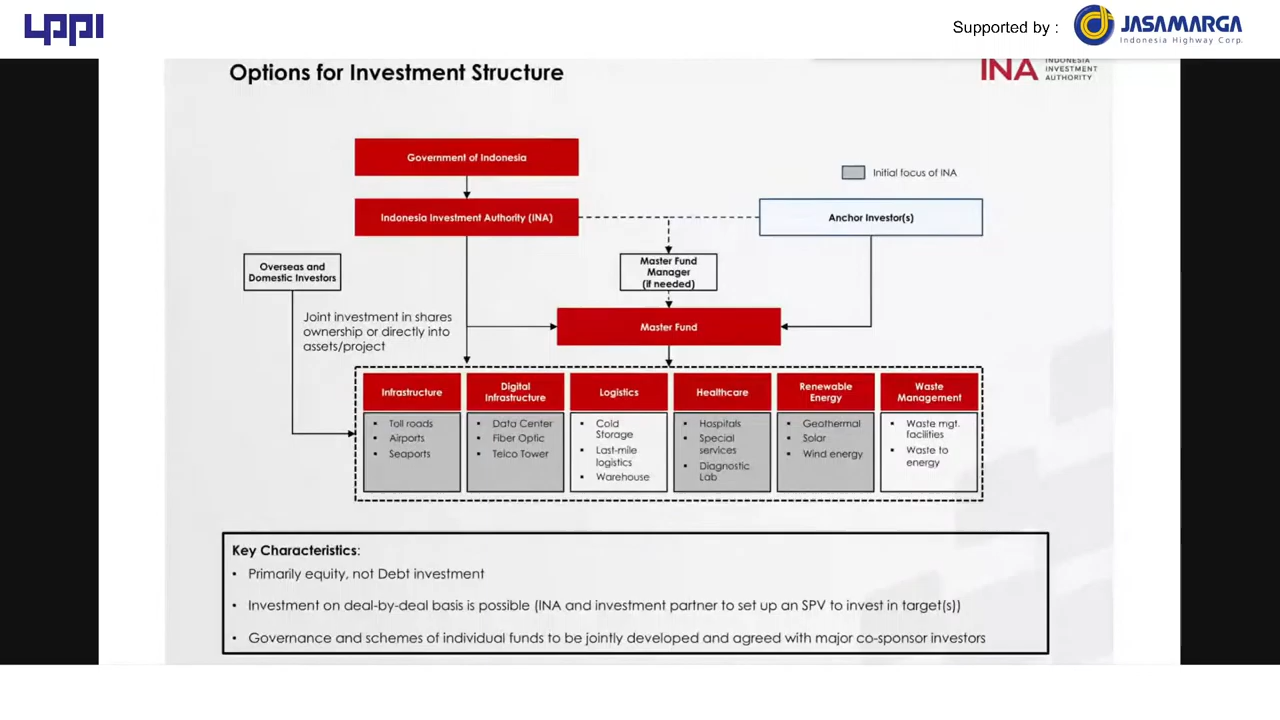 LPPI
Supported by :
JASAMARGA
Indonesia Highway Corp.
Options for Investment Structure
INA
INDONESIA
INVESTMENT
AUTHORITY
Government of Indonesia
Initial focus of INA
Indonesia Investment Authority (INA)
Anchor Investor(s)
Overseas and
Domestic Investors
Master Fund
Manager
(if needed)
Joint investment in shares
ownership or directly into
assets/project
Master Fund
Infrastructure
▪ Toll roads
▪ Airports
▪ Seaports
Digital
Infrastructure
▪ Data Center
▪ Fiber Optic
▪ Telco Tower
Logistics
▪ Cold
Storage
▪ Last-mile
logistics
▪ Warehouse
Healthcare
▪ Hospitals
▪ Special
services
▪ Diagnostic
Lab
Renewable
Energy
▪ Geothermal
▪ Solar
▪ Wind energy
Waste
Management
▪ Waste mgt.
facilities
▪ Waste to
energy
Key Characteristics:
• Primarily equity, not Debt investment
• Investment on deal-by-deal basis is possible (INA and investment partner to set up an SPV to invest in target(s))
• Governance and schemes of individual funds to be jointly developed and agreed with major co-sponsor investors